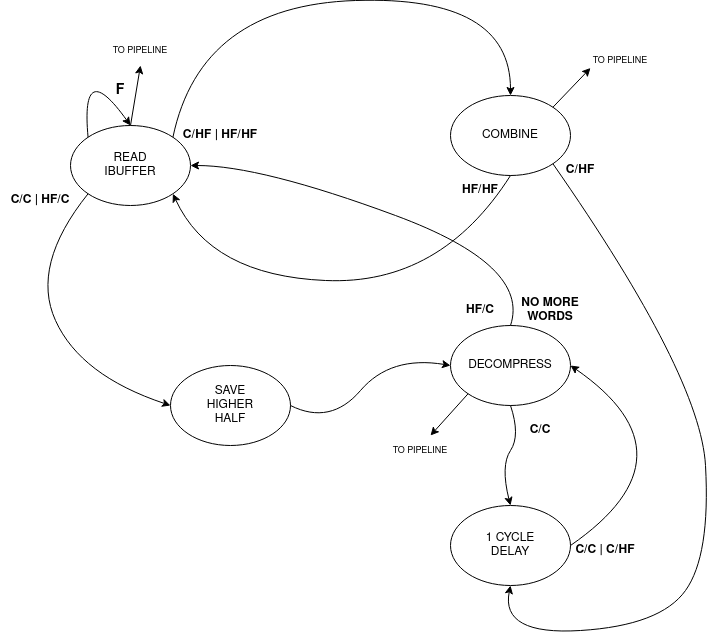 TO PIPELINE
TO PIPELINE
F
C/HF | HF/HF
COMBINE
READ
IBUFFER
C/HF
HF/HF
C/C | HF/C
HF/C
NO MORE
WORDS
DECOMPRESS
SAVE
HIGHER
HALF
C/C
TO PIPELINE
1 CYCLE
DELAY
C/C | C/HF